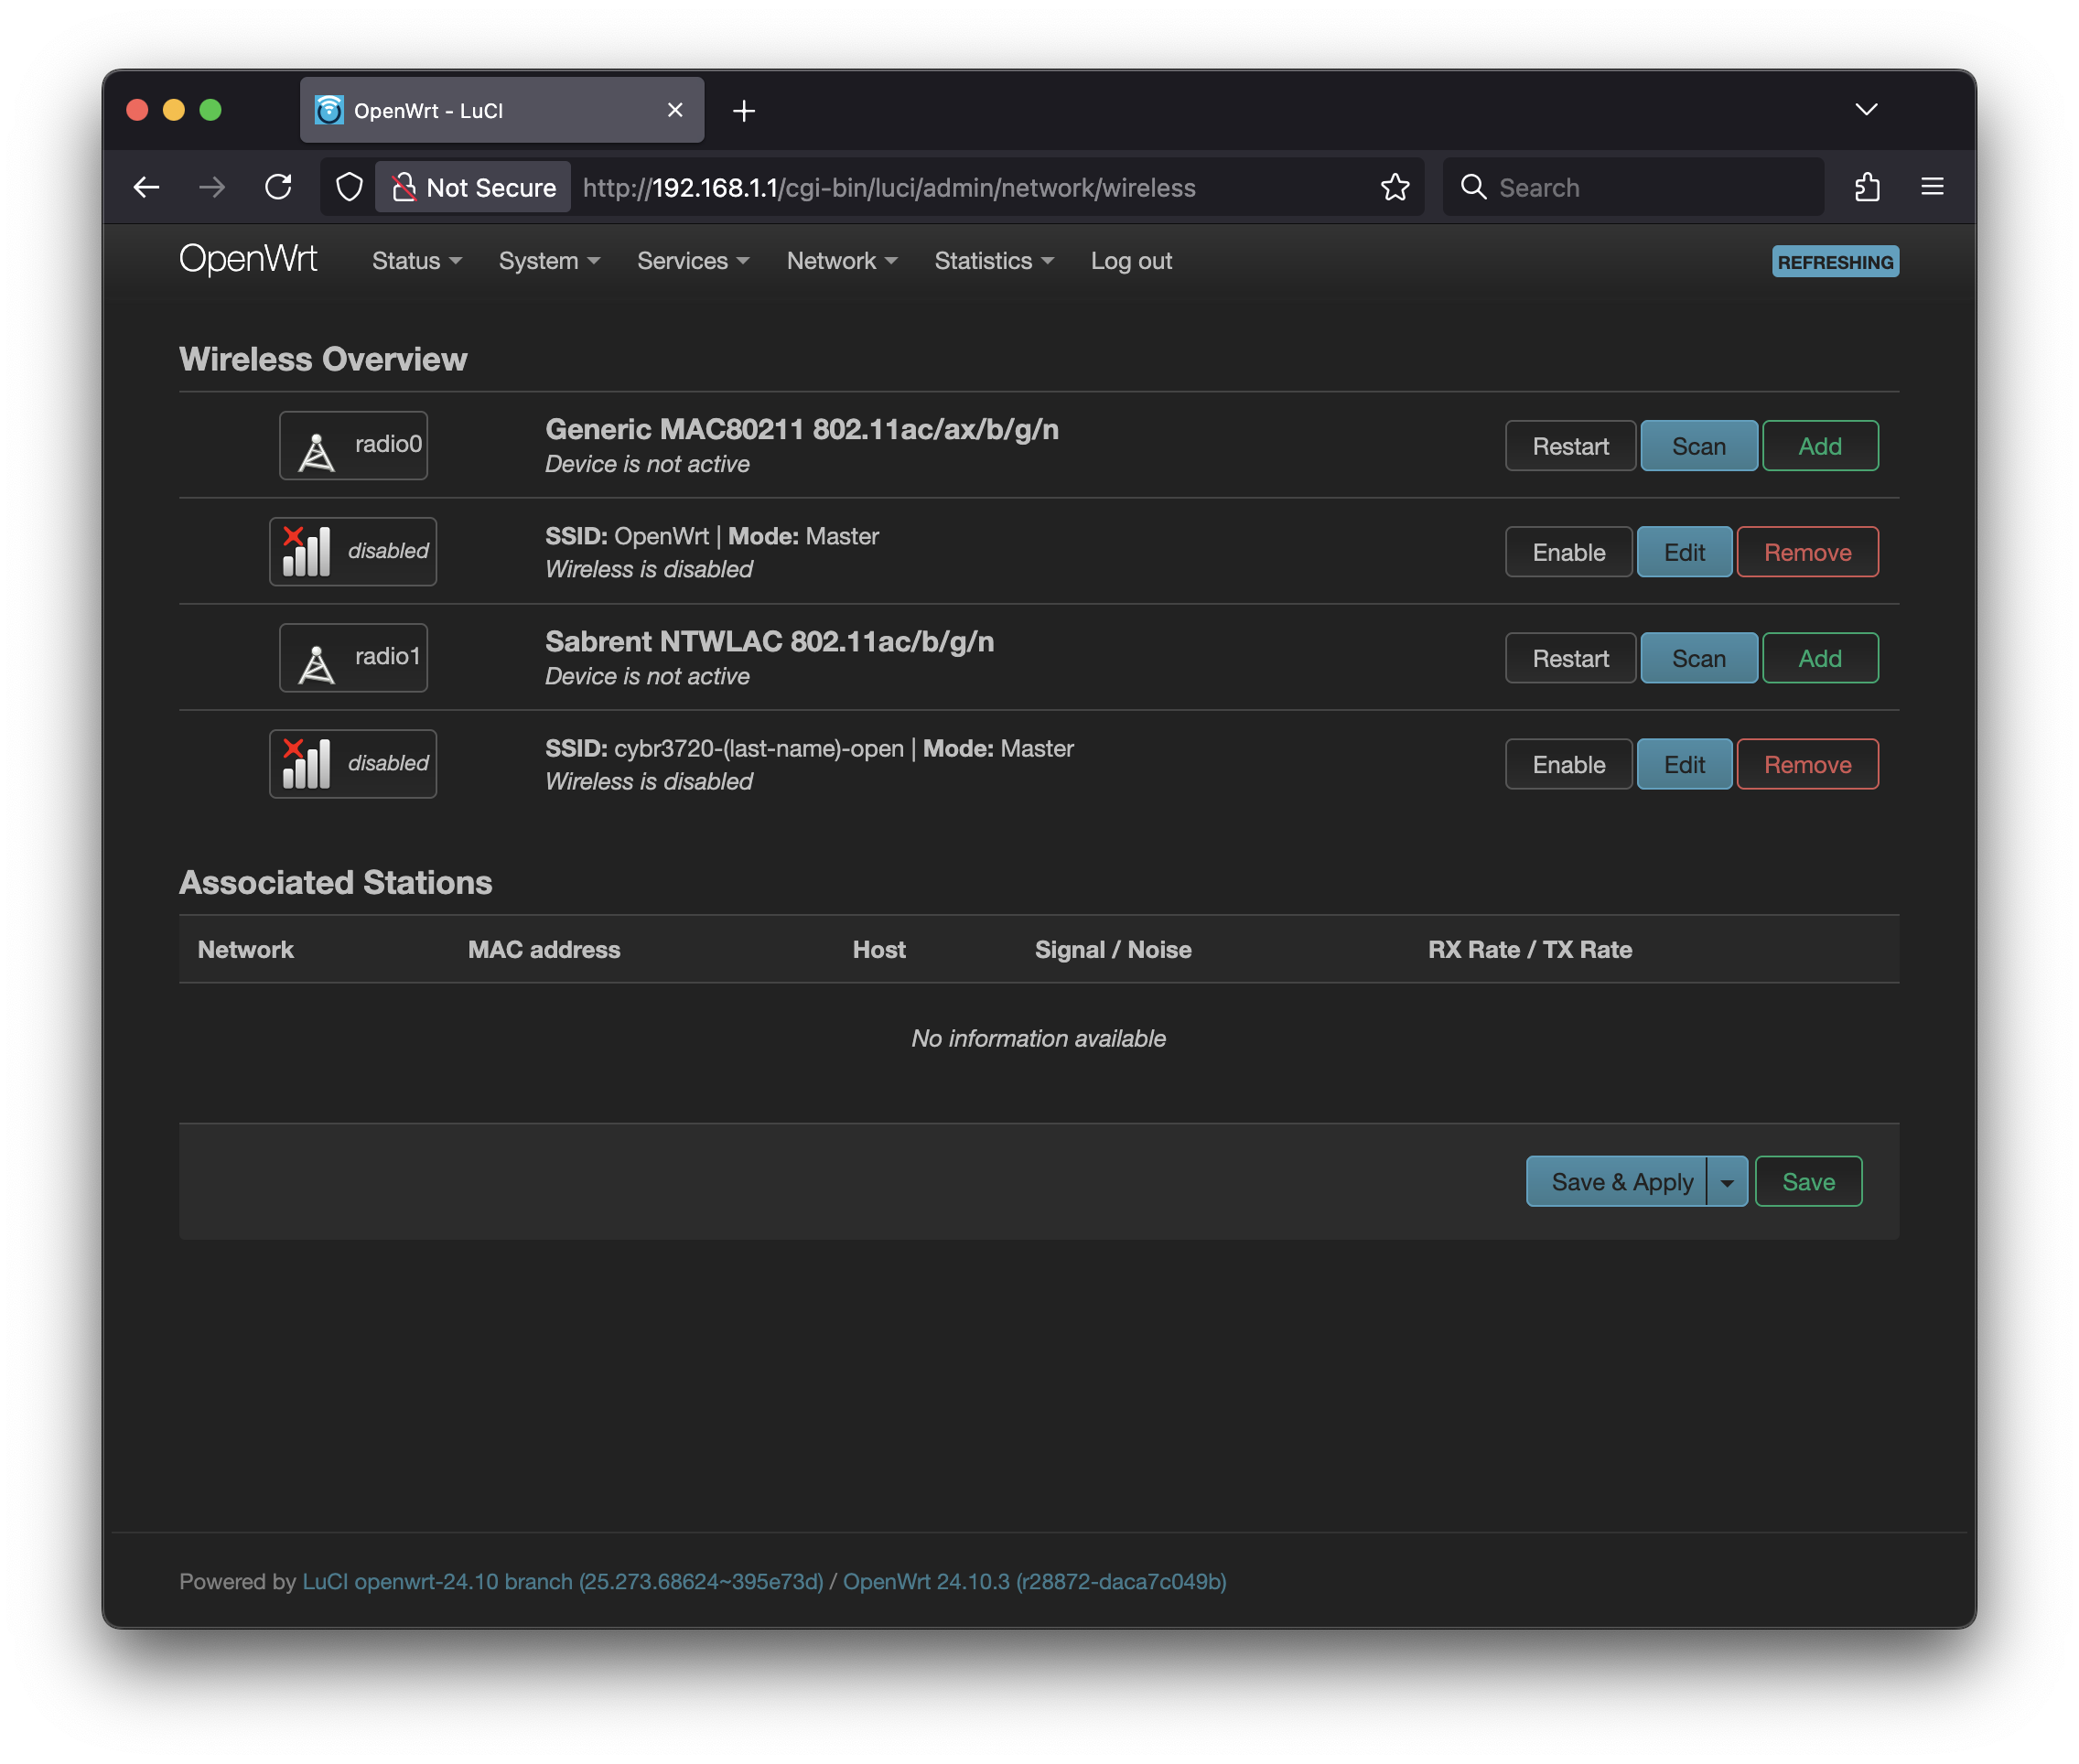 OpenWrt - LuCI
Not Secure http://192.168.1.1/cgi-bin/luci/admin/network/wireless Search
OpenWrt Status System Services Network Statistics Log out REFRESHING
Wireless Overview
radio0 Generic MAC80211 802.11ac/ax/b/g/n Restart Scan Add
Device is not active
disabled SSID: OpenWrt | Mode: Master Enable Edit Remove
Wireless is disabled
radio1 Sabrent NTWLAC 802.11ac/b/g/n Restart Scan Add
Device is not active
disabled SSID: cybr3720-(last-name)-open | Mode: Master Enable Edit Remove
Wireless is disabled
Associated Stations
Network MAC address Host Signal / Noise RX Rate / TX Rate
No information available
Save & Apply Save
Powered by LuCI openwrt-24.10 branch (25.273.68624~395e73d) / OpenWrt 24.10.3 (r28872-daca7c049b)